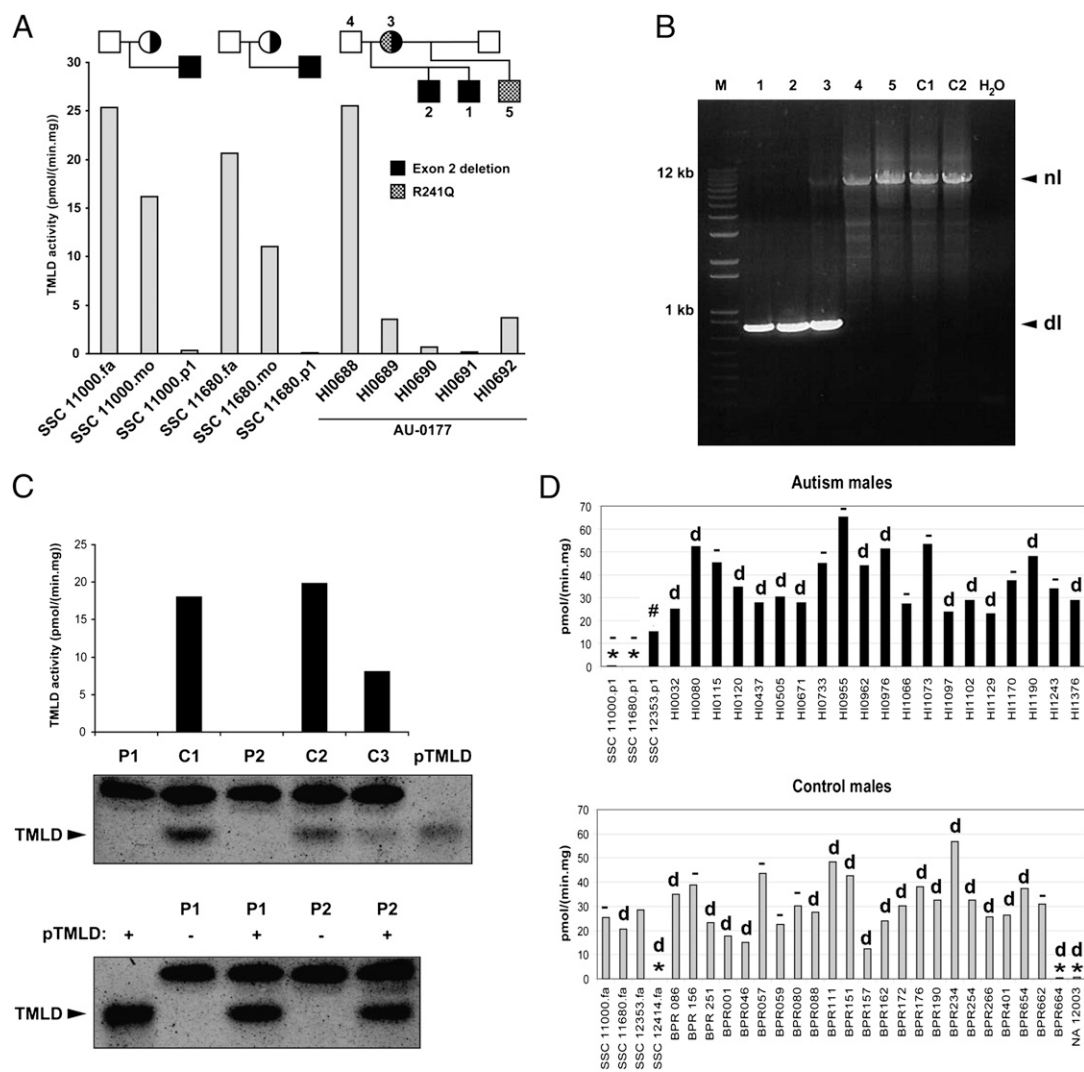 A
4 3
2 1 5
TMLD activity (pmol/(min.mg))
30
25
20
15
10
5
0
Exon 2 deletion
R241Q
SSC 11000.fa
SSC 11000.mo
SSC 11000.p1
SSC 11680.fa
SSC 11680.mo
SSC 11680.p1
HI0688
HI0689
HI0690
HI0691
HI0692
AU-0177
B
M 1 2 3 4 5 C1 C2 H2O
12 kb
nl
1 kb
dl
C
TMLD activity (pmol/(min.mg))
25
20
15
10
5
0
P1 C1 P2 C2 C3 pTMLD
TMLD
P1 P1 P2 P2
pTMLD: + - + - +
TMLD
D
Autism males
pmol/(min.mg)
70
60
50
40
30
20
10
0
- - # d d - d d d d - - d d - - d d d - d - d
* *
SSC 11000.p1
SSC 11680.p1
SSC 12353.p1
HI0032
HI0080
HI0115
HI0120
HI0437
HI0505
HI0671
HI0733
HI0955
HI0962
HI0976
HI1066
HI1073
HI1097
HI1102
HI1129
HI1170
HI1190
HI1243
HI1376
Control males
pmol/(min.mg)
70
60
50
40
30
20
10
0
- d - d d - d d d - - - d d d d d d d d d d d d d - d d
* * *
SSC 11000.fa
SSC 11680.fa
SSC 12353.fa
SSC 12414.fa
BPR 086
BPR 156
BPR 251
BPR001
BPR046
BPR057
BPR059
BPR080
BPR088
BPR111
BPR151
BPR157
BPR162
BPR172
BPR176
BPR190
BPR234
BPR254
BPR266
BPR401
BPR654
BPR662
BPR664
NA 12003